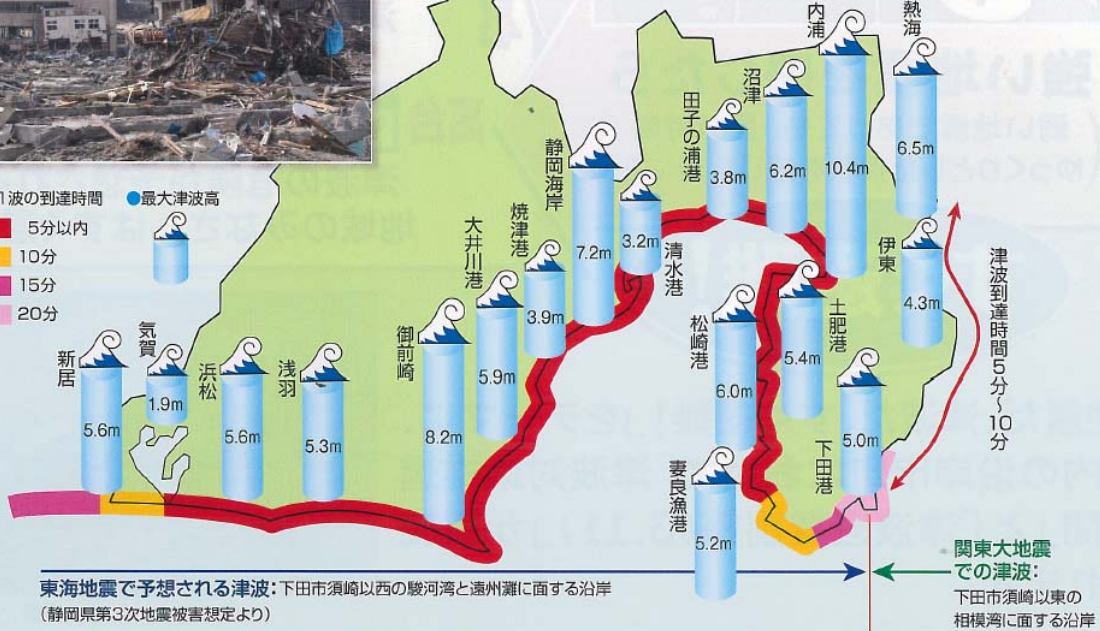 1波の到達時間
●最大津波高
5分以内
10分
15分
20分
新居
5.6m
気賀
1.9m
浜松
5.6m
浅羽
5.3m
御前崎
8.2m
大井川港
5.9m
焼津港
3.9m
静岡海岸
7.2m
清水港
3.2m
田子の浦港
3.8m
沼津
6.2m
内浦
10.4m
熱海
6.5m
伊東
4.3m
土肥港
5.4m
松崎港
6.0m
下田港
5.0m
妻良漁港
5.2m
津波到達時間5分〜10分
東海地震で予想される津波:下田市須崎以西の駿河湾と遠州灘に面する沿岸
(静岡県第3次地震被害想定より)
関東大地震
での津波:
下田市須崎以東の
相模湾に面する沿岸